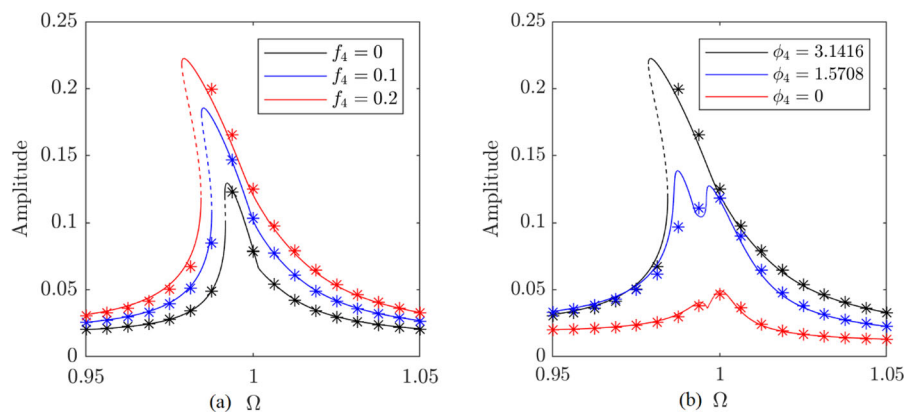 0.25
0.2
0.15
0.1
0.05
0
Amplitude
f₄ = 0
f₄ = 0.1
f₄ = 0.2
0.95 1 1.05
(a) Ω
0.25
0.2
0.15
0.1
0.05
0
Amplitude
ϕ₄ = 3.1416
ϕ₄ = 1.5708
ϕ₄ = 0
0.95 1 1.05
(b) Ω